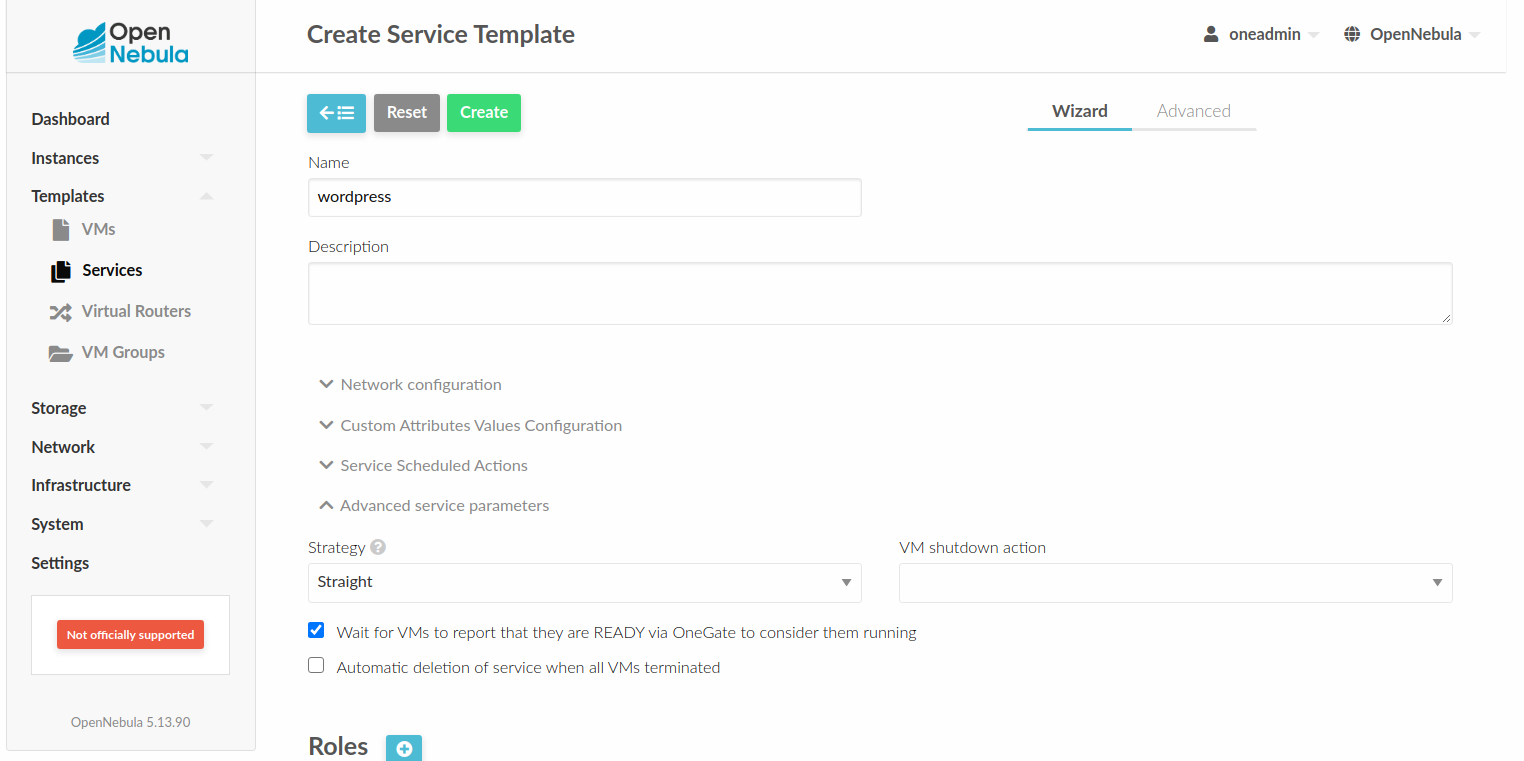 Open
Nebula
Create Service Template
oneadmin
OpenNebula
Dashboard
Instances
Templates
VMs
Services
Virtual Routers
VM Groups
Storage
Network
Infrastructure
System
Settings
Not officially supported
OpenNebula 5.13.90
Reset
Create
Wizard
Advanced
Name
wordpress
Description
Network configuration
Custom Attributes Values Configuration
Service Scheduled Actions
Advanced service parameters
Strategy ?
VM shutdown action
Straight
Wait for VMs to report that they are READY via OneGate to consider them running
Automatic deletion of service when all VMs terminated
Roles